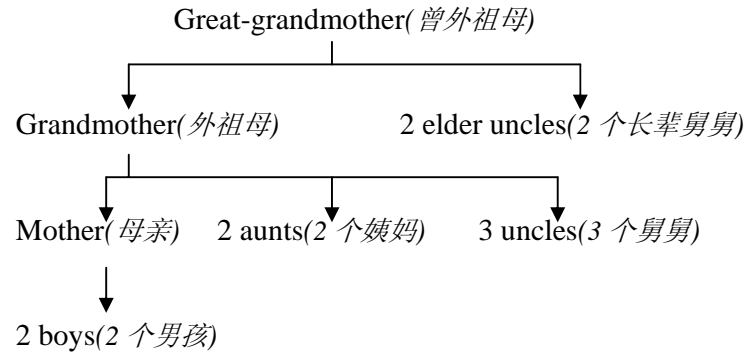 Great-grandmother(曾外祖母)
Grandmother(外祖母) 2 elder uncles(2 个长辈舅舅)
Mother(母亲) 2 aunts(2 个姨妈) 3 uncles(3 个舅舅)
2 boys(2 个男孩)